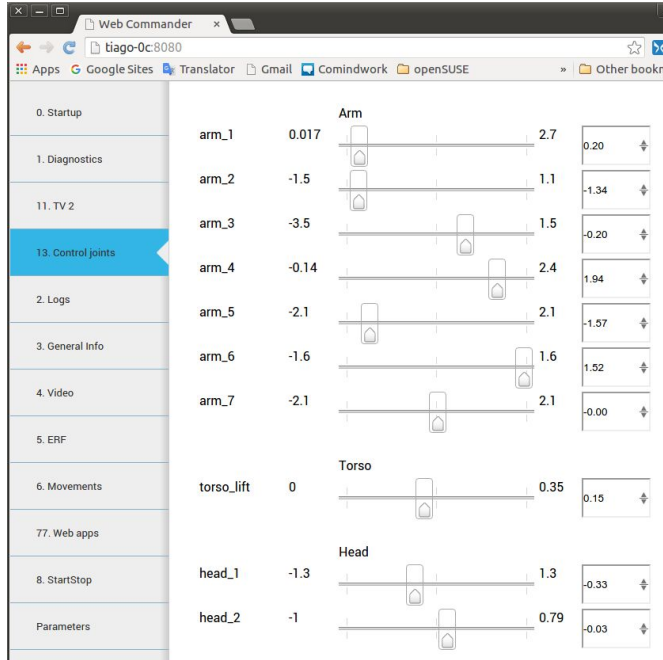 Web Commander ×
tiago-0c:8080
Apps G Google Sites Translator Gmail Comindwork openSUSE » Other bookr
0. Startup
1. Diagnostics
11. TV 2
13. Control joints
2. Logs
3. General Info
4. Video
5. ERF
6. Movements
77. Web apps
8. StartStop
Parameters
Arm
arm_1 0.017 2.7 0.20
arm_2 -1.5 1.1 -1.34
arm_3 -3.5 1.5 -0.20
arm_4 -0.14 2.4 1.94
arm_5 -2.1 2.1 -1.57
arm_6 -1.6 1.6 1.52
arm_7 -2.1 2.1 -0.00
Torso
torso_lift 0 0.35 0.15
Head
head_1 -1.3 1.3 -0.33
head_2 -1 0.79 -0.03